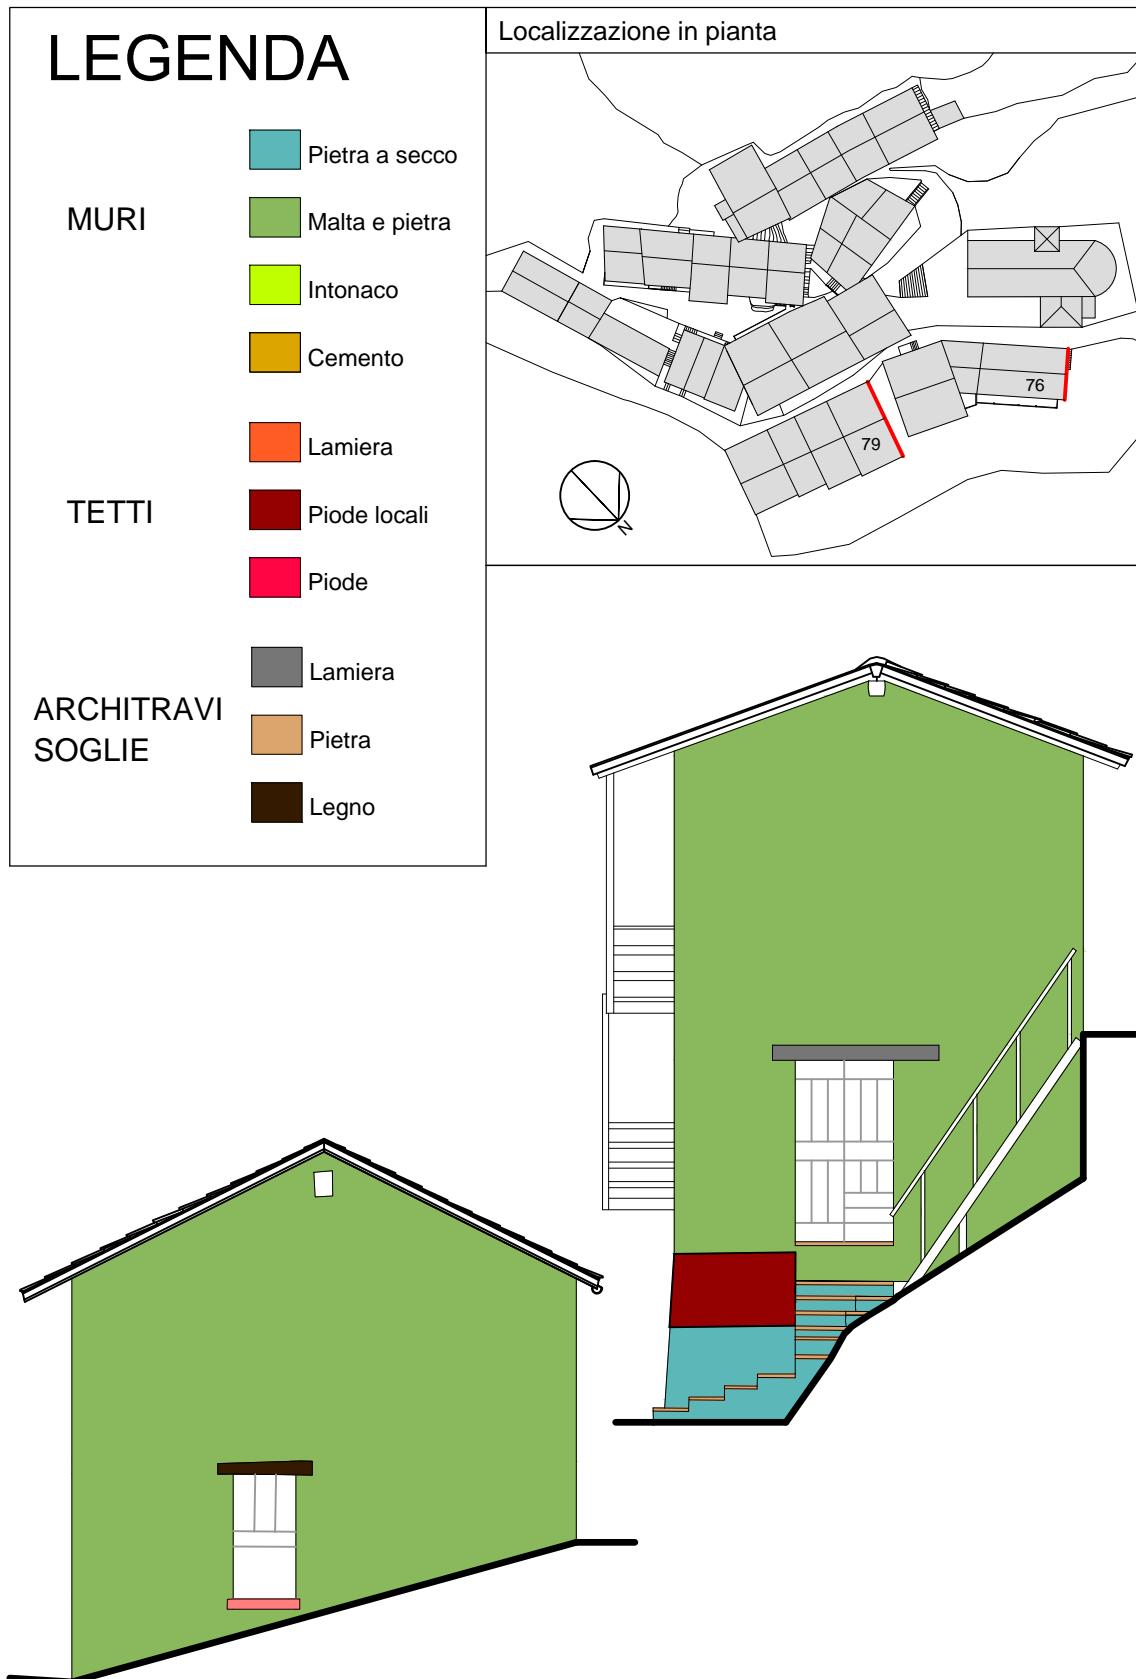 LEGENDA
MURI
Pietra a secco
Malta e pietra
Intonaco
Cemento
TETTI
Lamiera
Piode locali
Piode
ARCHITRAVI
SOGLIE
Lamiera
Pietra
Legno
Localizzazione in pianta
76
79
N